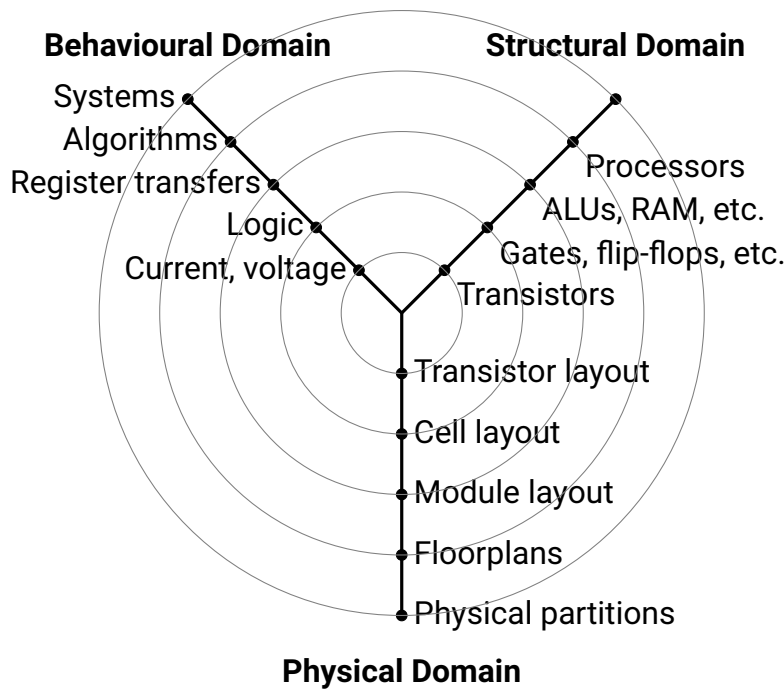 Behavioural Domain
Structural Domain
Systems
Algorithms
Register transfers
Logic
Current, voltage
Processors
ALUs, RAM, etc.
Gates, flip-flops, etc.
Transistors
Transistor layout
Cell layout
Module layout
Floorplans
Physical partitions
Physical Domain